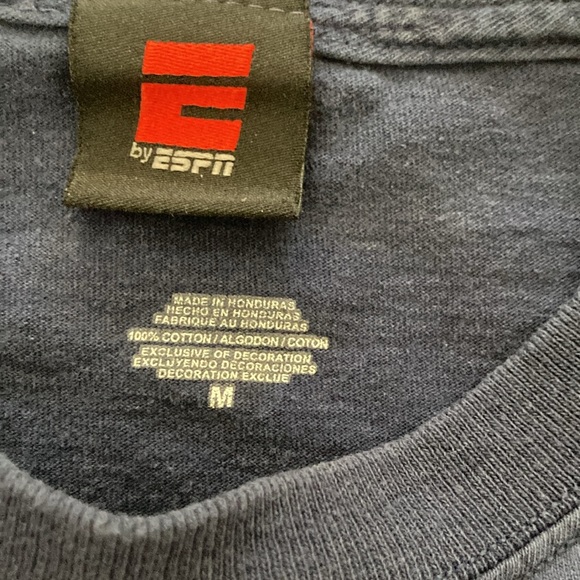 E
by ESPN
MADE IN HONDURAS
HECHO EN HONDURAS
FABRIQUE AU HONDURAS
100% COTTON / ALGODON / COTON
EXCLUSIVE OF DECORATION
EXCLUYENDO DECORACIONES
DECORATION EXCLUE
M